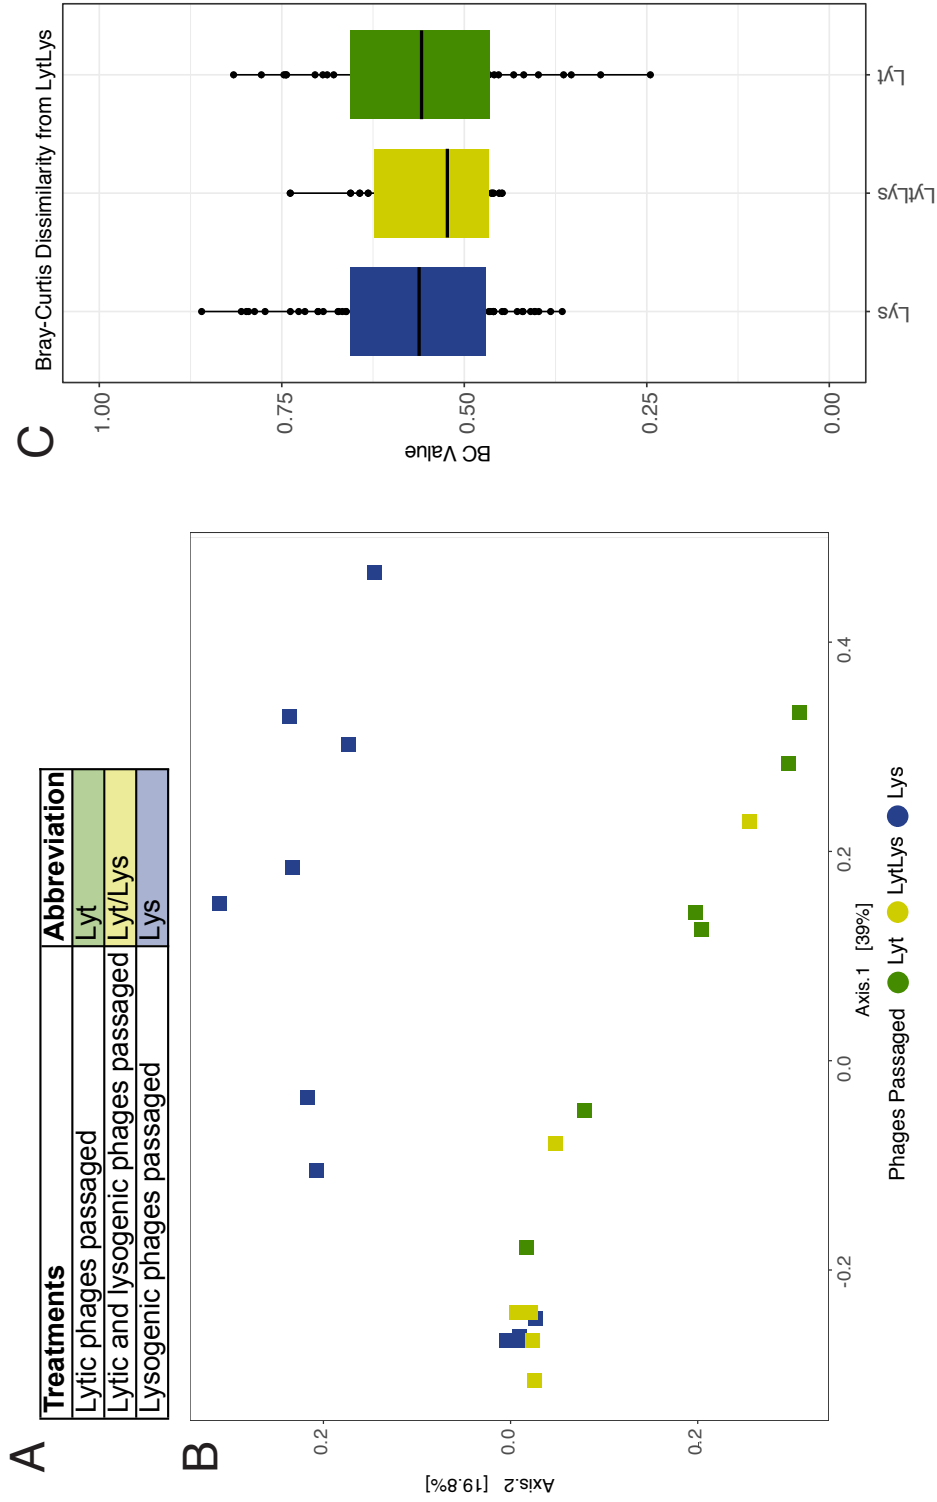 A
Treatments Abbreviation
Lytic phages passaged Lyt
Lytic and lysogenic phages passaged Lyt/Lys
Lysogenic phages passaged Lys
B
Axis.2 [19.8%]
0.2
0.0
0.2
-0.2
0.0
0.2
0.4
Axis.1 [39%]
Phages Passaged Lyt LytLys Lys
C
Bray-Curtis Dissimilarity from LytLys
BC Value
1.00
0.75
0.50
0.25
0.00
Lys
LytLys
Lyt